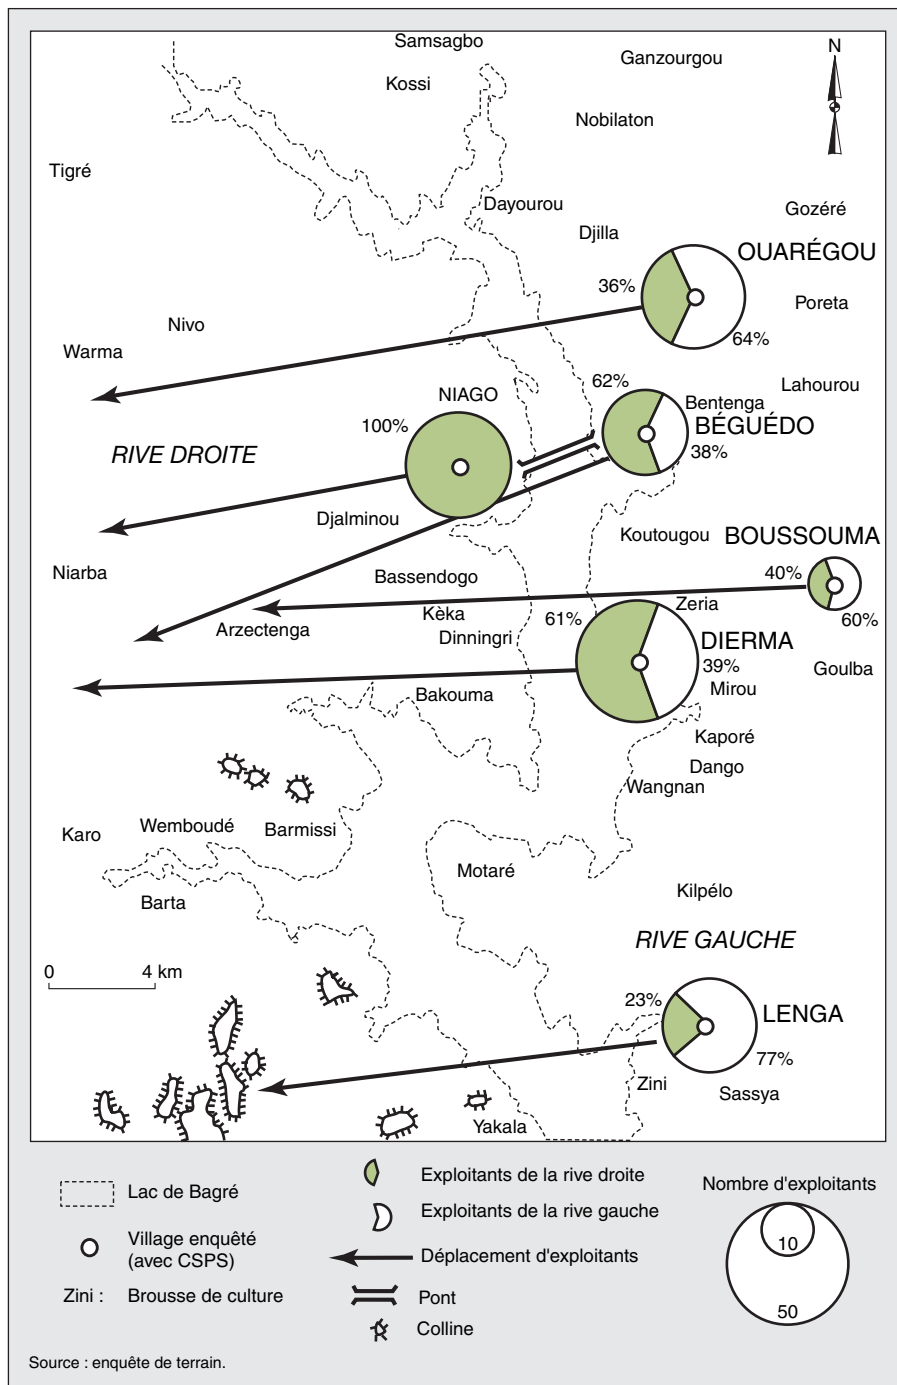 Samsagbo
Ganzourgou
N
Kossi
Nobilaton
Tigré
Dayourou
Gozéré
Djilla
OUARÉGOU
36%
Poreta
Nivo
64%
Warma
Lahourou
62%
NIAGO
Bentenga
100%
BÉGUÉDO
RIVE DROITE
38%
Djalminou
Koutougou
BOUSSOUMA
Niarba
Bassendogo
40%
Zeria
Kèka
61%
60%
Arzectenga
Dinningri
DIERMA
39%
Goulba
Mirou
Bakouma
Kaporé
Dango
Wangnan
Wemboudé
Barmissi
Karo
Motaré
Kilpélo
Barta
RIVE GAUCHE
0 4 km
23%
LENGA
77%
Zini
Sassya
Yakala
Lac de Bagré
Village enquêté
(avec CSPS)
Zini : Brousse de culture
Exploitants de la rive droite
Exploitants de la rive gauche
Déplacement d'exploitants
Pont
Colline
Nombre d'exploitants
10
50
Source : enquête de terrain.